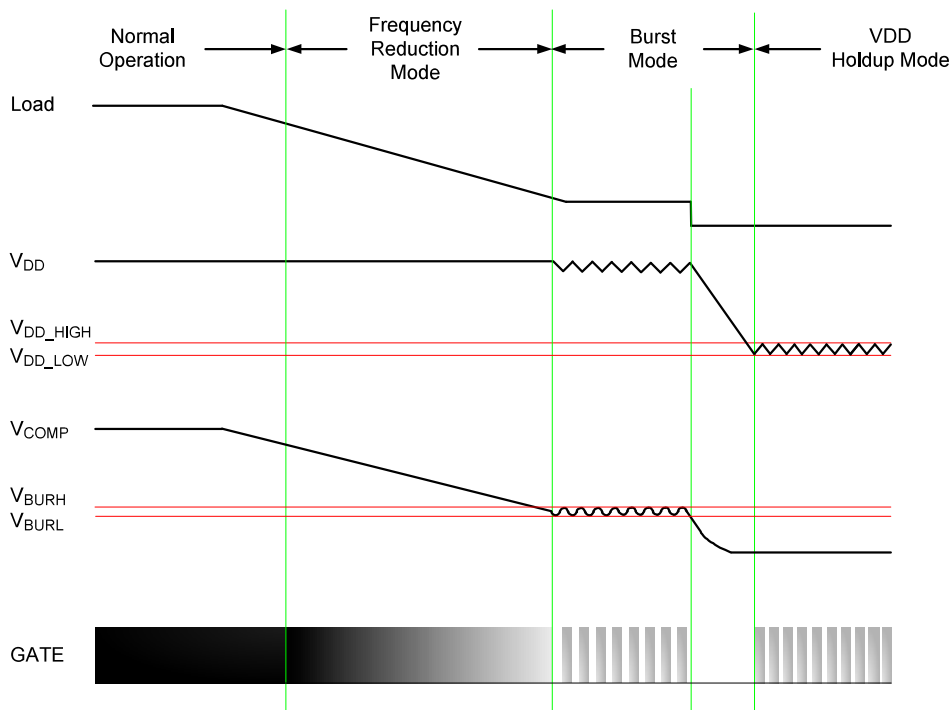 Normal
Operation
Frequency
Reduction
Mode
Burst
Mode
VDD
Holdup Mode
Load
VDD
VDD_HIGH
VDD_LOW
VCOMP
VBURH
VBURL
GATE